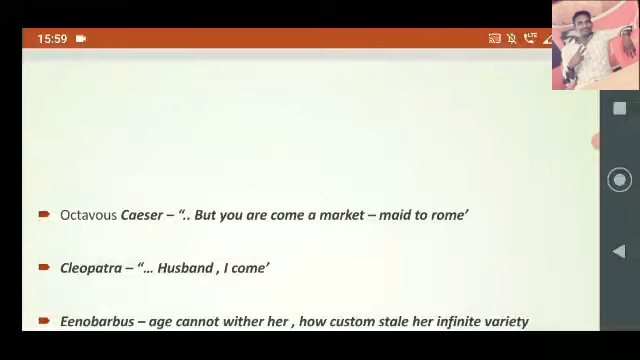 15:59
LTE
Octavous Caeser – “.. But you are come a market – maid to rome’
Cleopatra – “… Husband , I come’
Eenobarbus – age cannot wither her , how custom stale her infinite variety